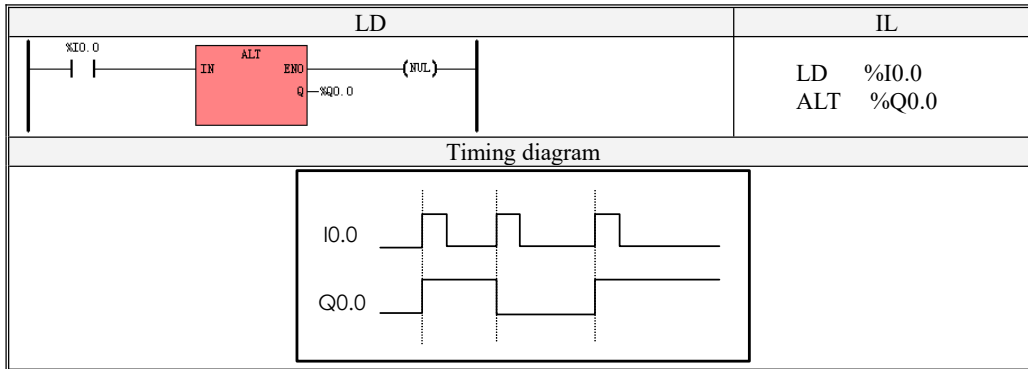 LD
IL
%I0.0
ALT
IN
ENO
(NUL)
Q
%Q0.0
LD %I0.0
ALT %Q0.0
Timing diagram
I0.0
Q0.0